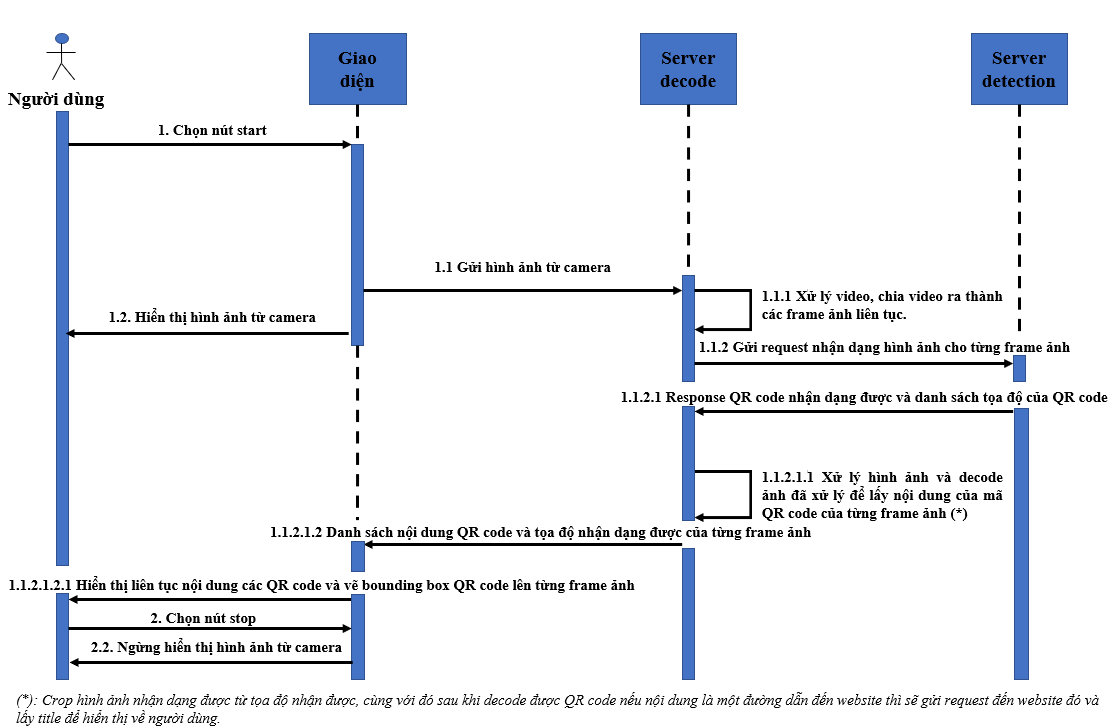 Giao
diện
Server
decode
Server
detection
Người dùng
1. Chọn nút start
1.1 Gửi hình ảnh từ camera
1.1.1 Xử lý video, chia video ra thành
các frame ảnh liên tục.
1.2. Hiển thị hình ảnh từ camera
1.1.2 Gửi request nhận dạng hình ảnh cho từng frame ảnh
1.1.2.1 Response QR code nhận dạng được và danh sách tọa độ của QR code
1.1.2.1.1 Xử lý hình ảnh và decode
ảnh đã xử lý để lấy nội dung của mã
QR code của từng frame ảnh (*)
1.1.2.1.2 Danh sách nội dung QR code và tọa độ nhận dạng được của từng frame ảnh
1.1.2.1.2.1 Hiển thị liên tục nội dung các QR code và vẽ bounding box QR code lên từng frame ảnh
2. Chọn nút stop
2.2. Ngừng hiển thị hình ảnh từ camera
(*): Crop hình ảnh nhận dạng được từ tọa độ nhận được, cùng với đó sau khi decode được QR code nếu nội dung là một đường dẫn đến website thì sẽ gửi request đến website đó và
lấy title để hiển thị về người dùng.